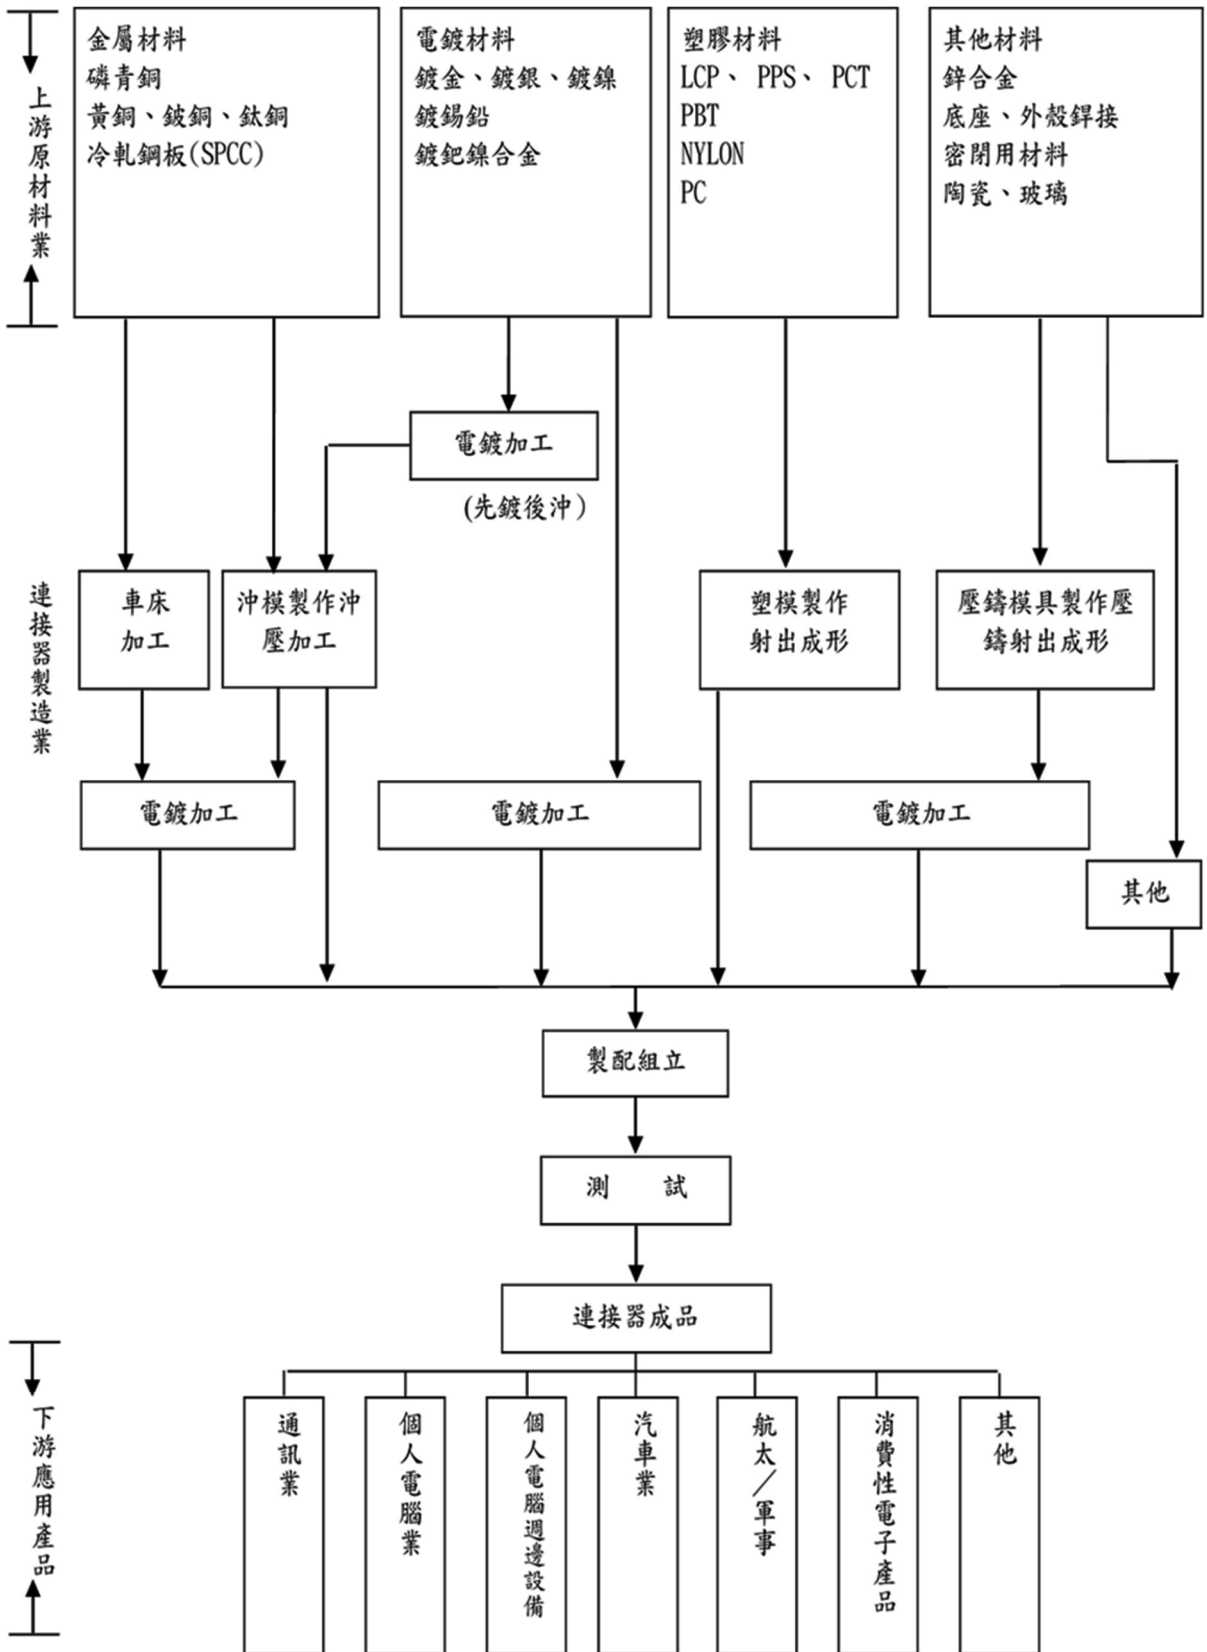 上游原材料業
金屬材料
磷青銅
黃銅、鈹銅、鈦銅
冷軋鋼板(SPCC)
電鍍材料
鍍金、鍍銀、鍍鎳
鍍錫鉛
鍍鈀鎳合金
塑膠材料
LCP、 PPS、 PCT
PBT
NYLON
PC
其他材料
鋅合金
底座、外殼銲接
密閉用材料
陶瓷、玻璃
電鍍加工
(先鍍後沖)
連接器製造業
車床
加工
沖模製作沖
壓加工
塑模製作
射出成形
壓鑄模具製作壓
鑄射出成形
電鍍加工
電鍍加工
電鍍加工
其他
製配組立
測 試
連接器成品
下游應用產品
通訊業
個人電腦業
個人電腦週邊設備
汽車業
航太/軍事
消費性電子產品
其他